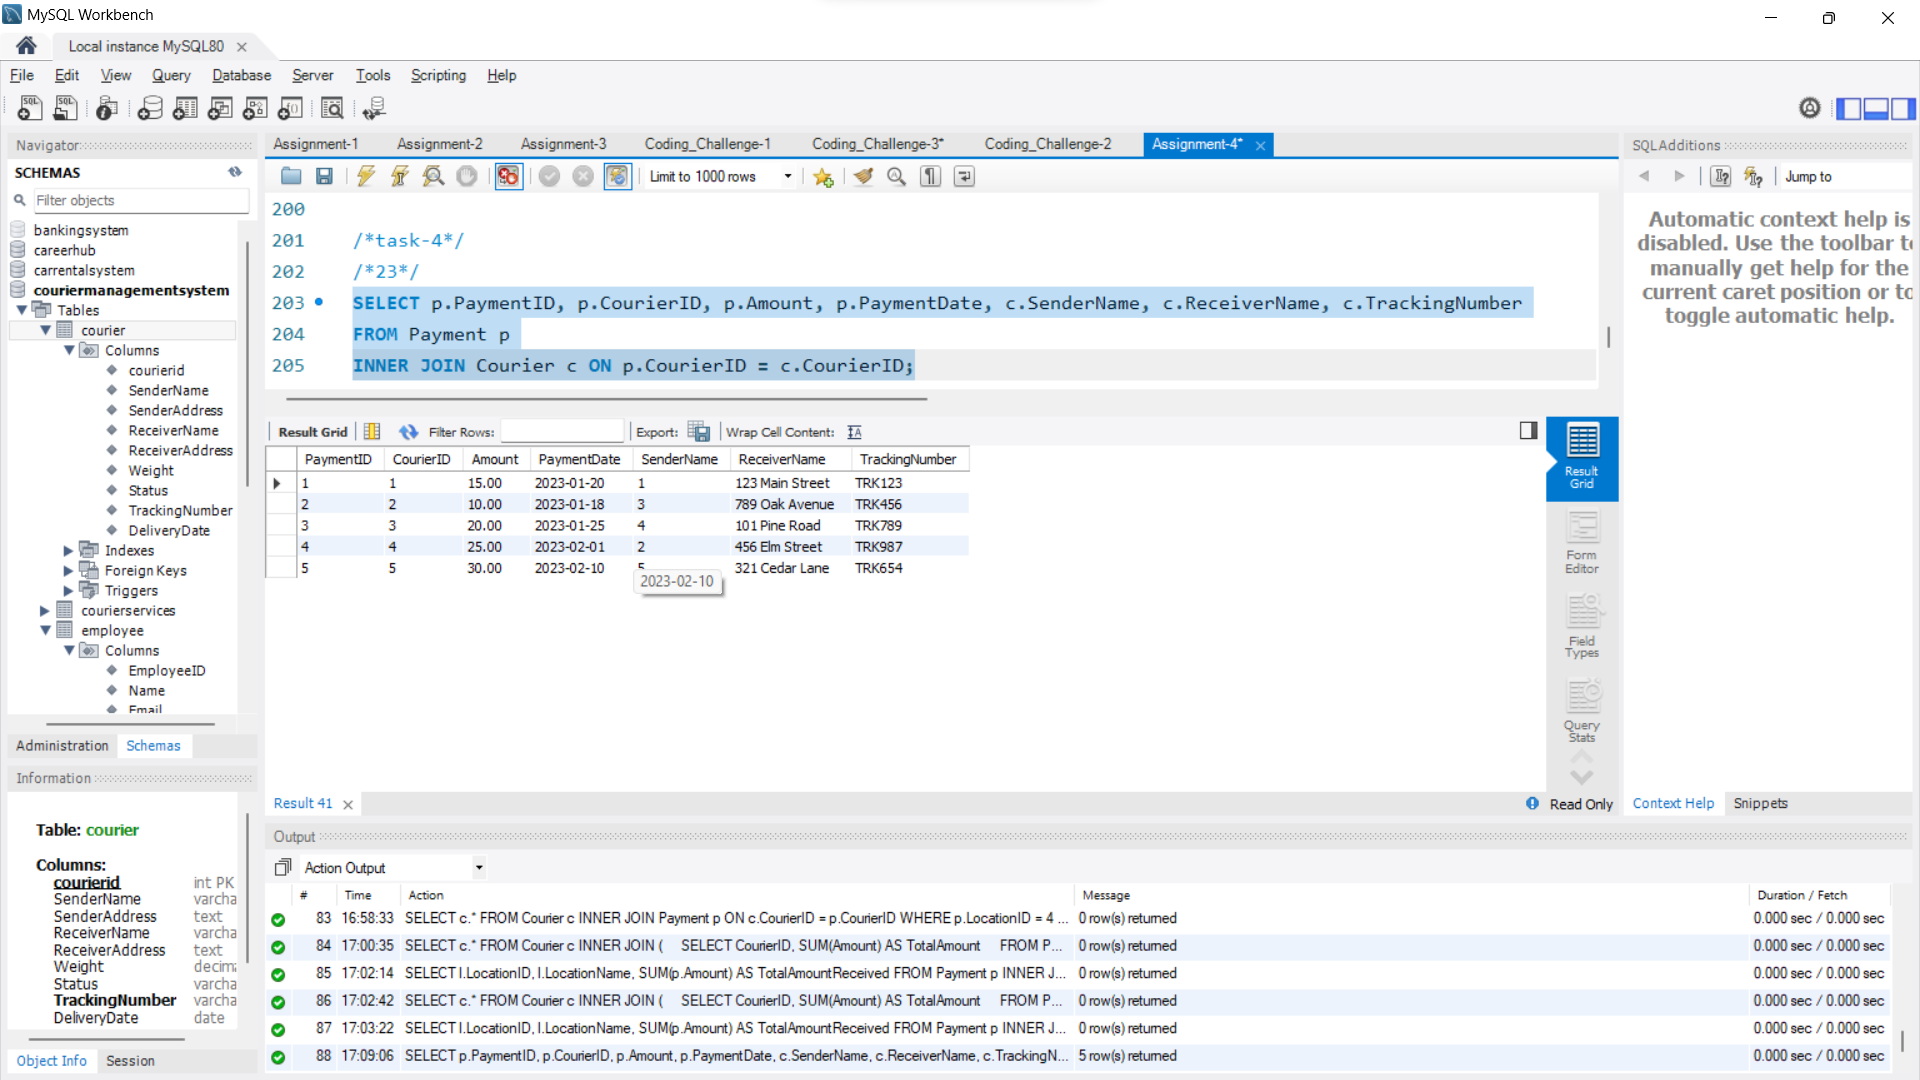 MySQL Workbench
Local instance MySQL80
File Edit View Query Database Server Tools Scripting Help
Navigator
SCHEMAS
Filter objects
bankingsystem
careerhub
carrentalsystem
couriermanagementsystem
Tables
courier
Columns
courierid
SenderName
SenderAddress
ReceiverName
ReceiverAddress
Weight
Status
TrackingNumber
DeliveryDate
Indexes
Foreign Keys
Triggers
courierservices
employee
Columns
EmployeeID
Name
Email
Administration Schemas
Information
Table: courier
Columns:
courierid int PK
SenderName varcha
SenderAddress text
ReceiverName varcha
ReceiverAddress text
Weight decim
Status varcha
TrackingNumber varcha
DeliveryDate date
Object Info Session
Assignment-1 Assignment-2 Assignment-3 Coding_Challenge-1 Coding_Challenge-3* Coding_Challenge-2 Assignment-4*
Limit to 1000 rows
200
201 /*task-4*/
202 /*23*/
203 SELECT p.PaymentID, p.CourierID, p.Amount, p.PaymentDate, c.SenderName, c.ReceiverName, c.TrackingNumber
204 FROM Payment p
205 INNER JOIN Courier c ON p.CourierID = c.CourierID;
Result Grid Filter Rows: Export: Wrap Cell Content:
PaymentID CourierID Amount PaymentDate SenderName ReceiverName TrackingNumber
1 1 15.00 2023-01-20 1 123 Main Street TRK123
2 2 10.00 2023-01-18 3 789 Oak Avenue TRK456
3 3 20.00 2023-01-25 4 101 Pine Road TRK789
4 4 25.00 2023-02-01 2 456 Elm Street TRK987
5 5 30.00 2023-02-10 5 321 Cedar Lane TRK654
2023-02-10
Result
Grid
Form
Editor
Field
Types
Query
Stats
Result 41
Read Only
SQLAdditions
Jump to
Automatic context help is
disabled. Use the toolbar t
manually get help for the
current caret position or to
toggle automatic help.
Context Help Snippets
Output
Action Output
# Time Action Message Duration / Fetch
83 16:58:33 SELECT c.* FROM Courier c INNER JOIN Payment p ON c.CourierID = p.CourierID WHERE p.LocationID = 4 ... 0 row(s) returned 0.000 sec / 0.000 sec
84 17:00:35 SELECT c.* FROM Courier c INNER JOIN ( SELECT CourierID, SUM(Amount) AS TotalAmount FROM P... 0 row(s) returned 0.000 sec / 0.000 sec
85 17:02:14 SELECT l.LocationID, l.LocationName, SUM(p.Amount) AS TotalAmountReceived FROM Payment p INNER J... 0 row(s) returned 0.000 sec / 0.000 sec
86 17:02:42 SELECT c.* FROM Courier c INNER JOIN ( SELECT CourierID, SUM(Amount) AS TotalAmount FROM P... 0 row(s) returned 0.000 sec / 0.000 sec
87 17:03:22 SELECT l.LocationID, l.LocationName, SUM(p.Amount) AS TotalAmountReceived FROM Payment p INNER J... 0 row(s) returned 0.000 sec / 0.000 sec
88 17:09:06 SELECT p.PaymentID, p.CourierID, p.Amount, p.PaymentDate, c.SenderName, c.ReceiverName, c.TrackingN... 5 row(s) returned 0.000 sec / 0.000 sec